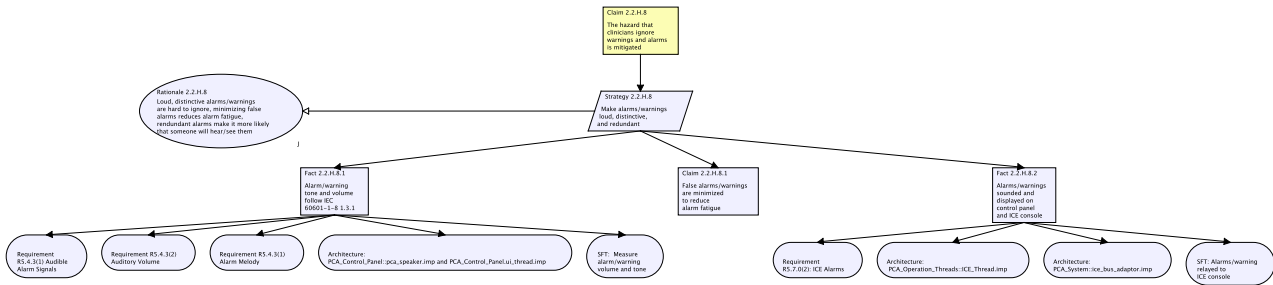 Claim 2.2.H.8
The hazard that
clinicians ignore
warnings and alarms
is mitigated
Rationale 2.2.H.8
Loud, distinctive alarms/warnings
are hard to ignore, minimizing false
alarms reduces alarm fatigue,
rendundant alarms make it more likely
that someone will hear/see them
J
Strategy 2.2.H.8
Make alarms/warnings
loud, distinctive,
and redundant
Fact 2.2.H.8.1
Alarm/warning
tone and volume
follow IEC
60601-1-8 1.3.1
Claim 2.2.H.8.1
False alarms/warnings
are minimized
to reduce
alarm fatigue
Fact 2.2.H.8.2
Alarms/warnings
sounded and
displayed on
control panel
and ICE console
Requirement
R5.4.3(1) Audible
Alarm Signals
Requirement R5.4.3(2)
Auditory Volume
Requirement R5.4.3(1)
Alarm Melody
Architecture:
PCA_Control_Panel::pca_speaker.imp and PCA_Control_Panel.ui_thread.imp
SFT: Measure
alarm/warning
volume and tone
Requirement
R5.7.0(2): ICE Alarms
Architecture:
PCA_Operation_Threads::ICE_Thread.imp
Architecture:
PCA_System::ice_bus_adaptor.imp
SFT: Alarms/warning
relayed to
ICE console